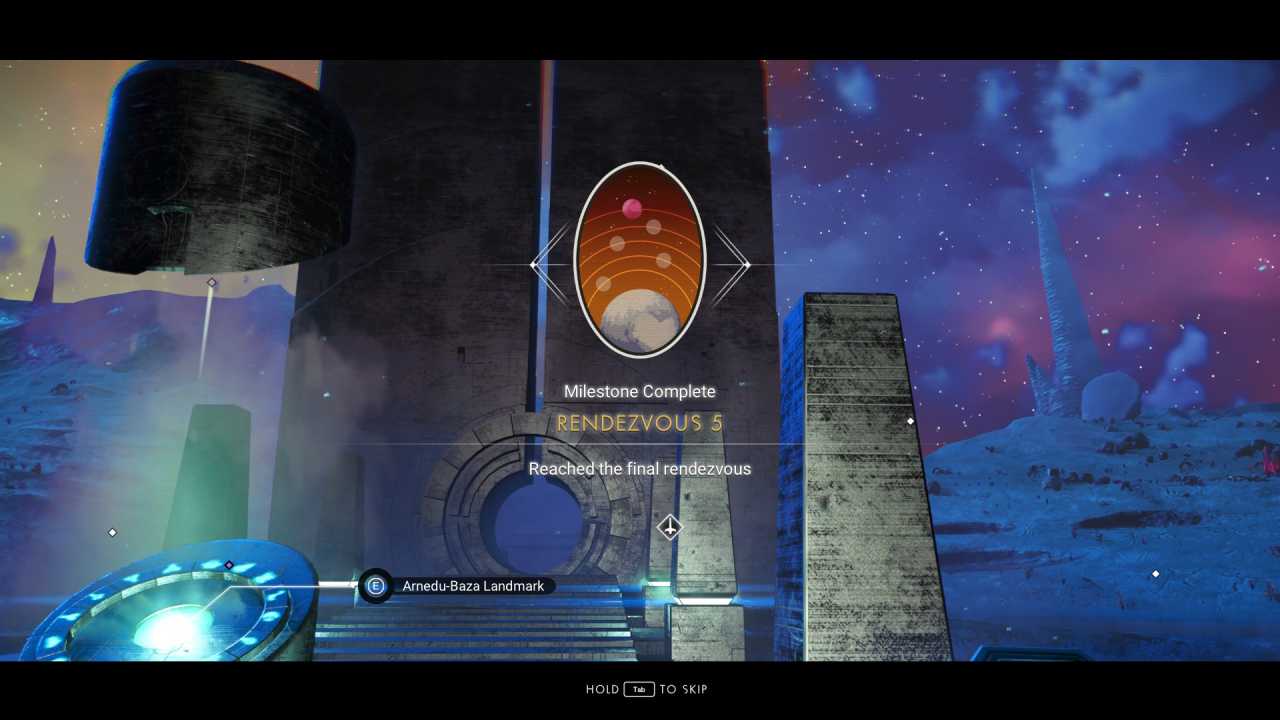 Milestone Complete
RENDEZVOUS 5
Reached the final rendezvous
E Arnedu-Baza Landmark
HOLD Tab TO SKIP